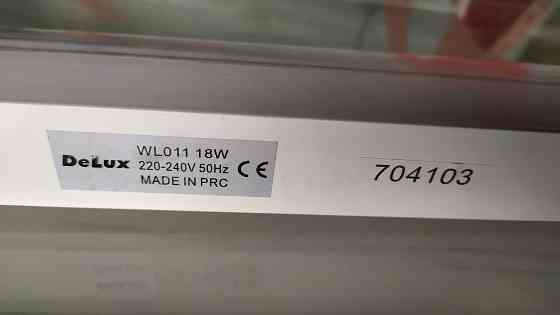 DeLux
WL011 18W
220-240V 50Hz
MADE IN PRC
CE
704103